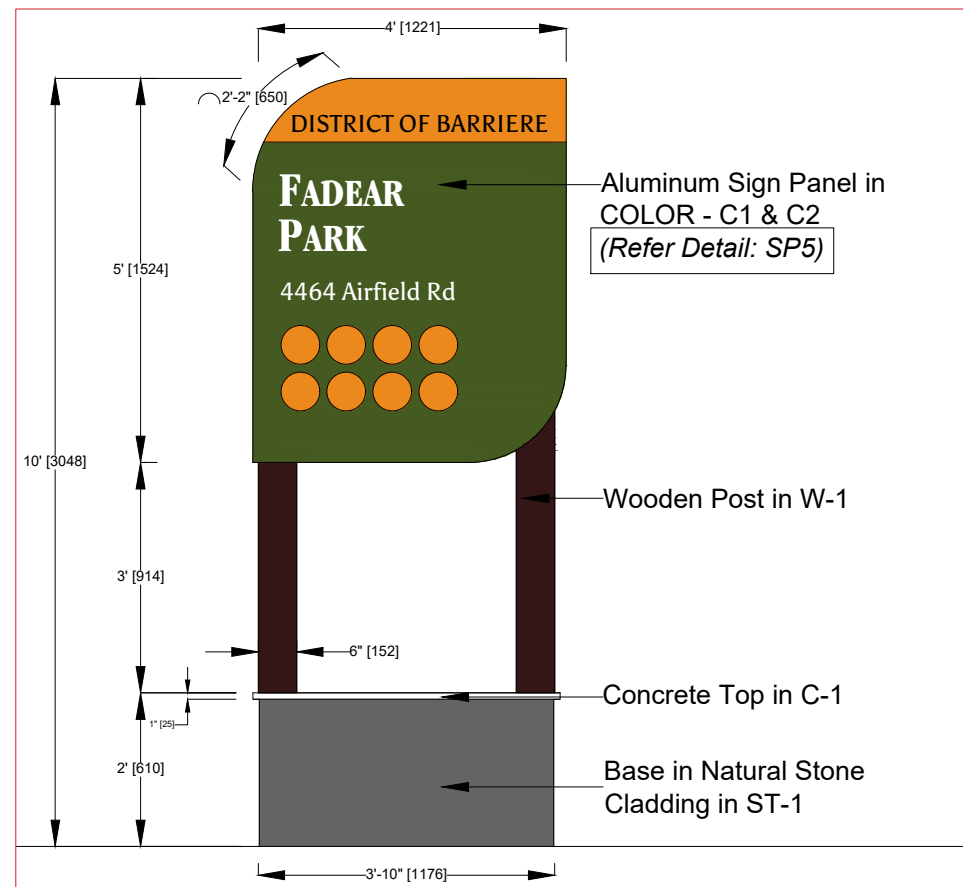 4' [1221]
2'-2" [650]
DISTRICT OF BARRIERE
FADEAR
PARK
4464 Airfield Rd
Aluminum Sign Panel in
COLOR - C1 & C2
(Refer Detail: SP5)
5' [1524]
10' [3048]
Wooden Post in W-1
3' [914]
6" [152]
Concrete Top in C-1
1" [25]
2' [610]
Base in Natural Stone
Cladding in ST-1
3'-10" [1176]